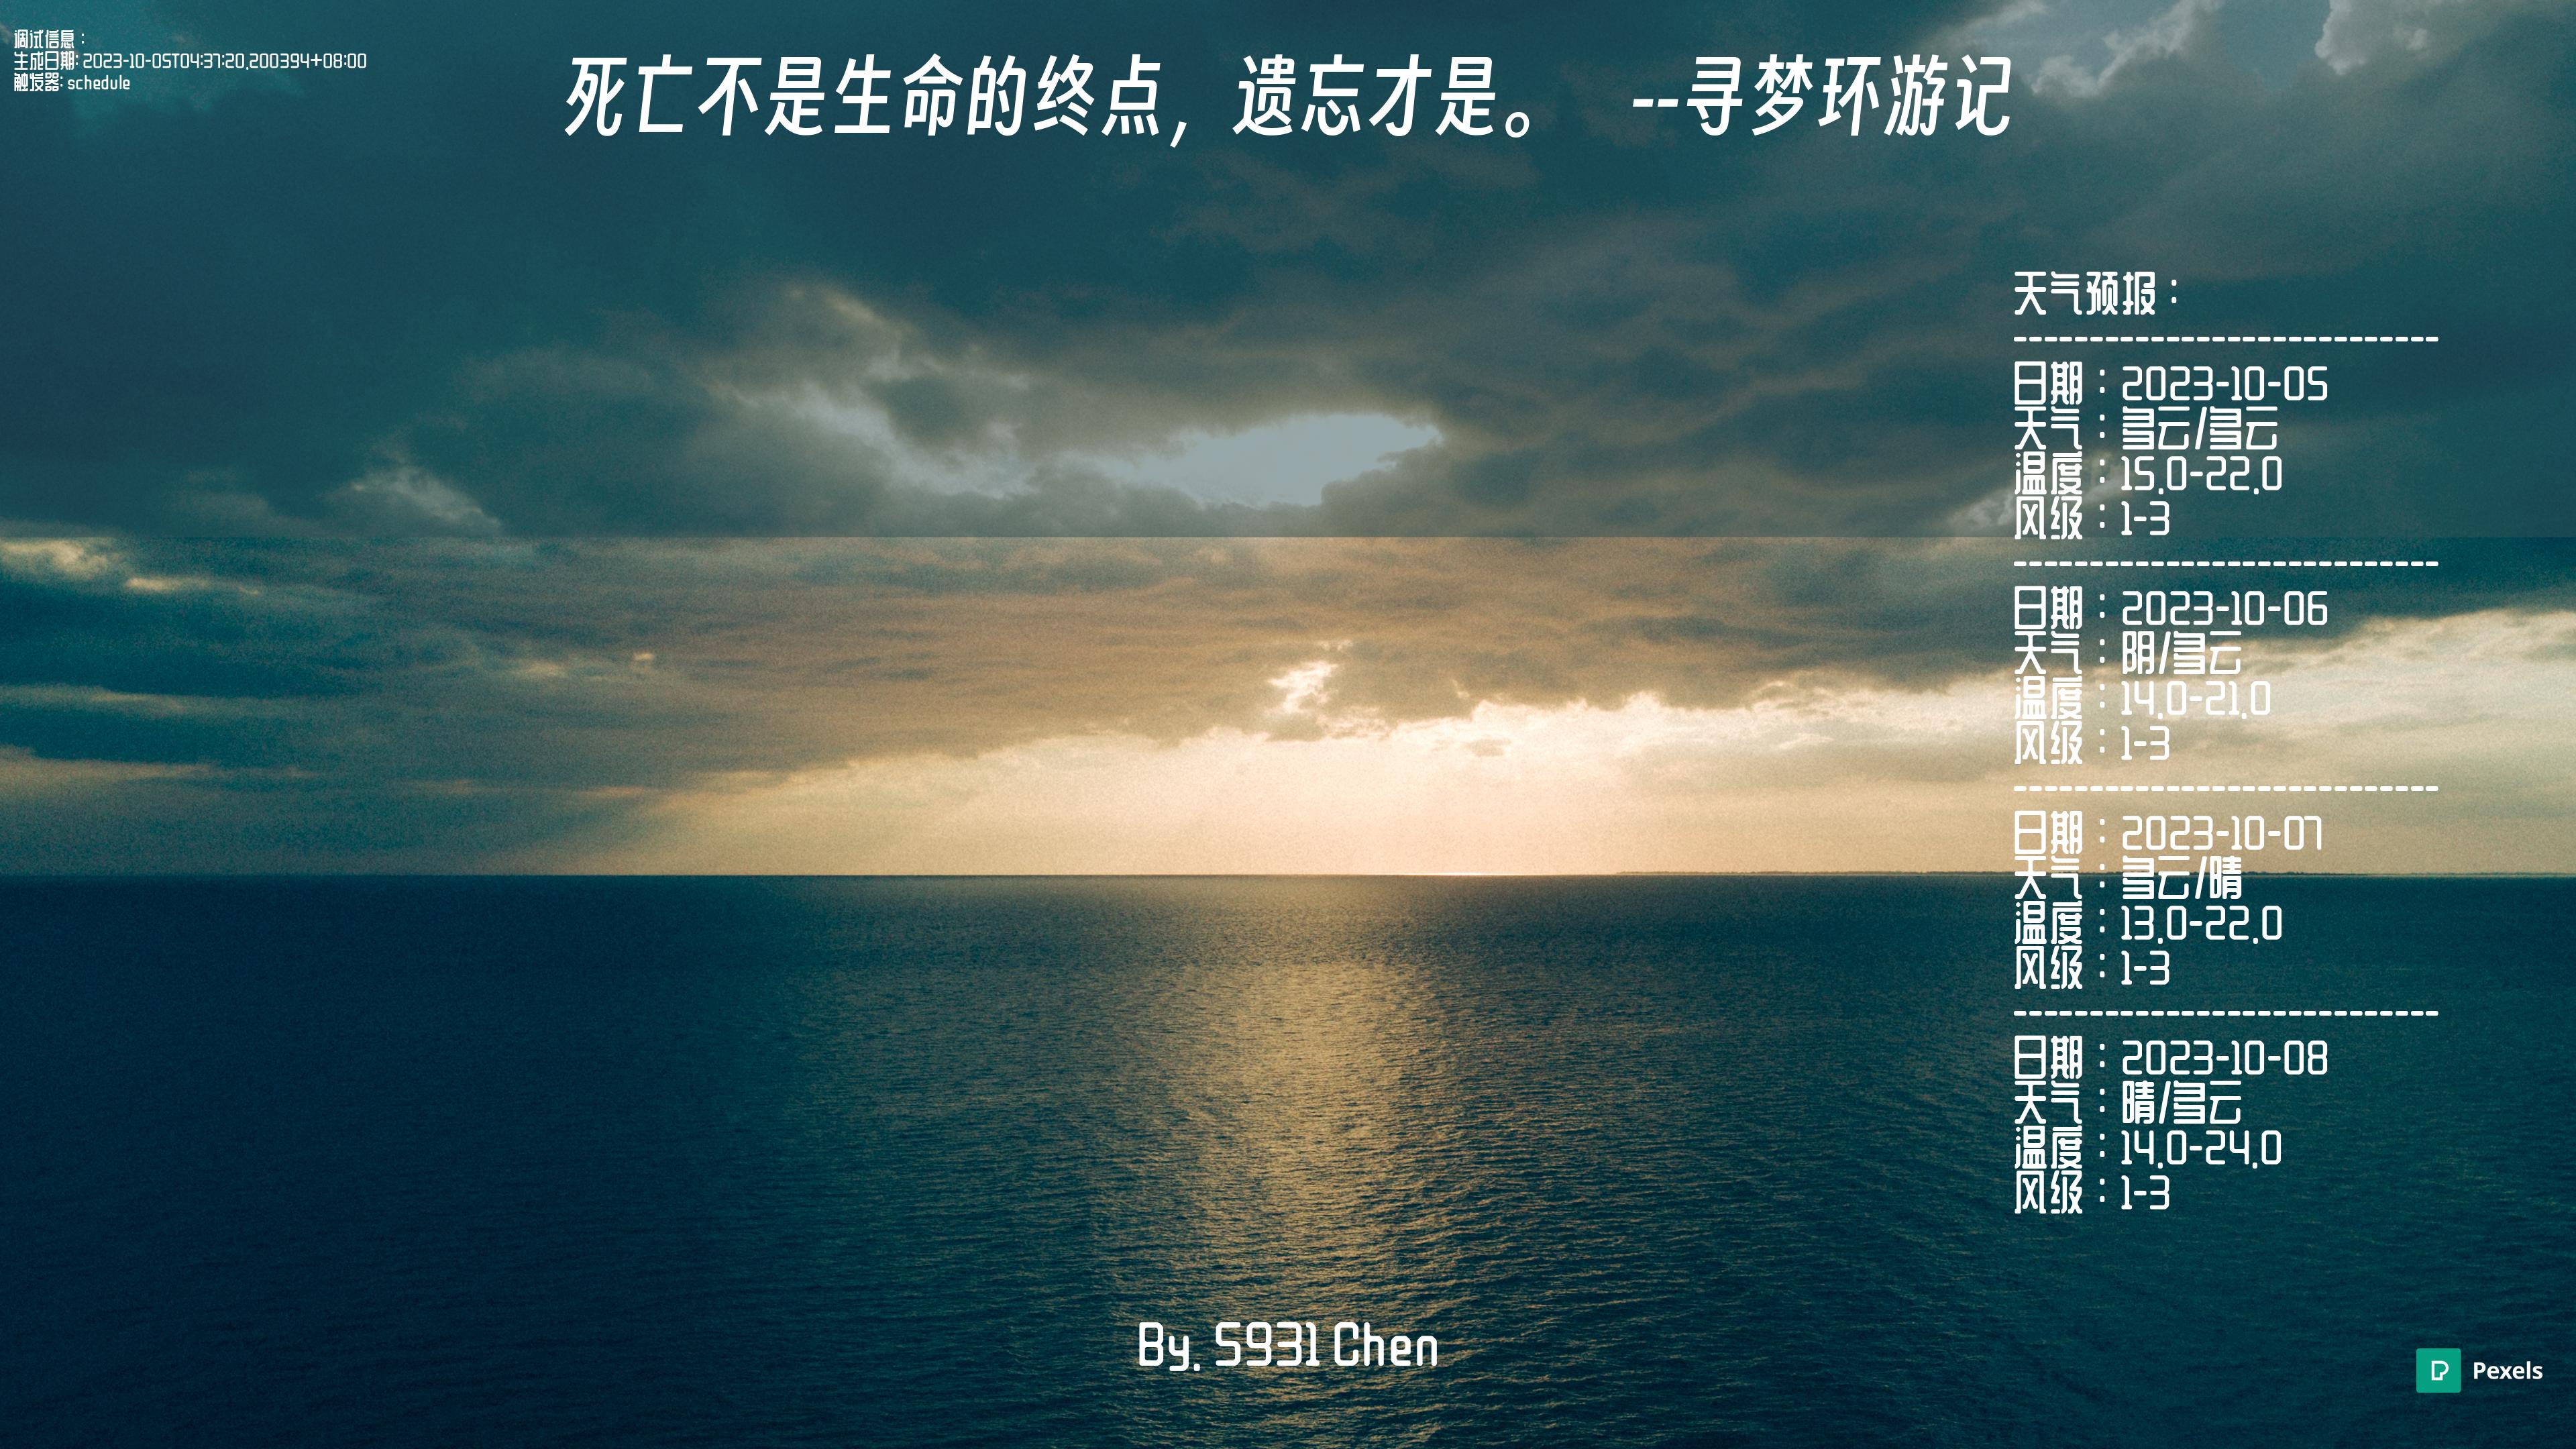 调试信息：
生成日期: 2023-10-05T04:37:20.200394+08:00
触发器: schedule
死亡不是生命的终点，遗忘才是。 --寻梦环游记
天气预报：
----------------------------
日期：2023-10-05
天气：多云/多云
温度：15.0-22.0
风级：1-3
----------------------------
日期：2023-10-06
天气：阴/多云
温度：14.0-21.0
风级：1-3
----------------------------
日期：2023-10-07
天气：多云/晴
温度：13.0-22.0
风级：1-3
----------------------------
日期：2023-10-08
天气：晴/多云
温度：14.0-24.0
风级：1-3
By. S931 Chen
Pexels